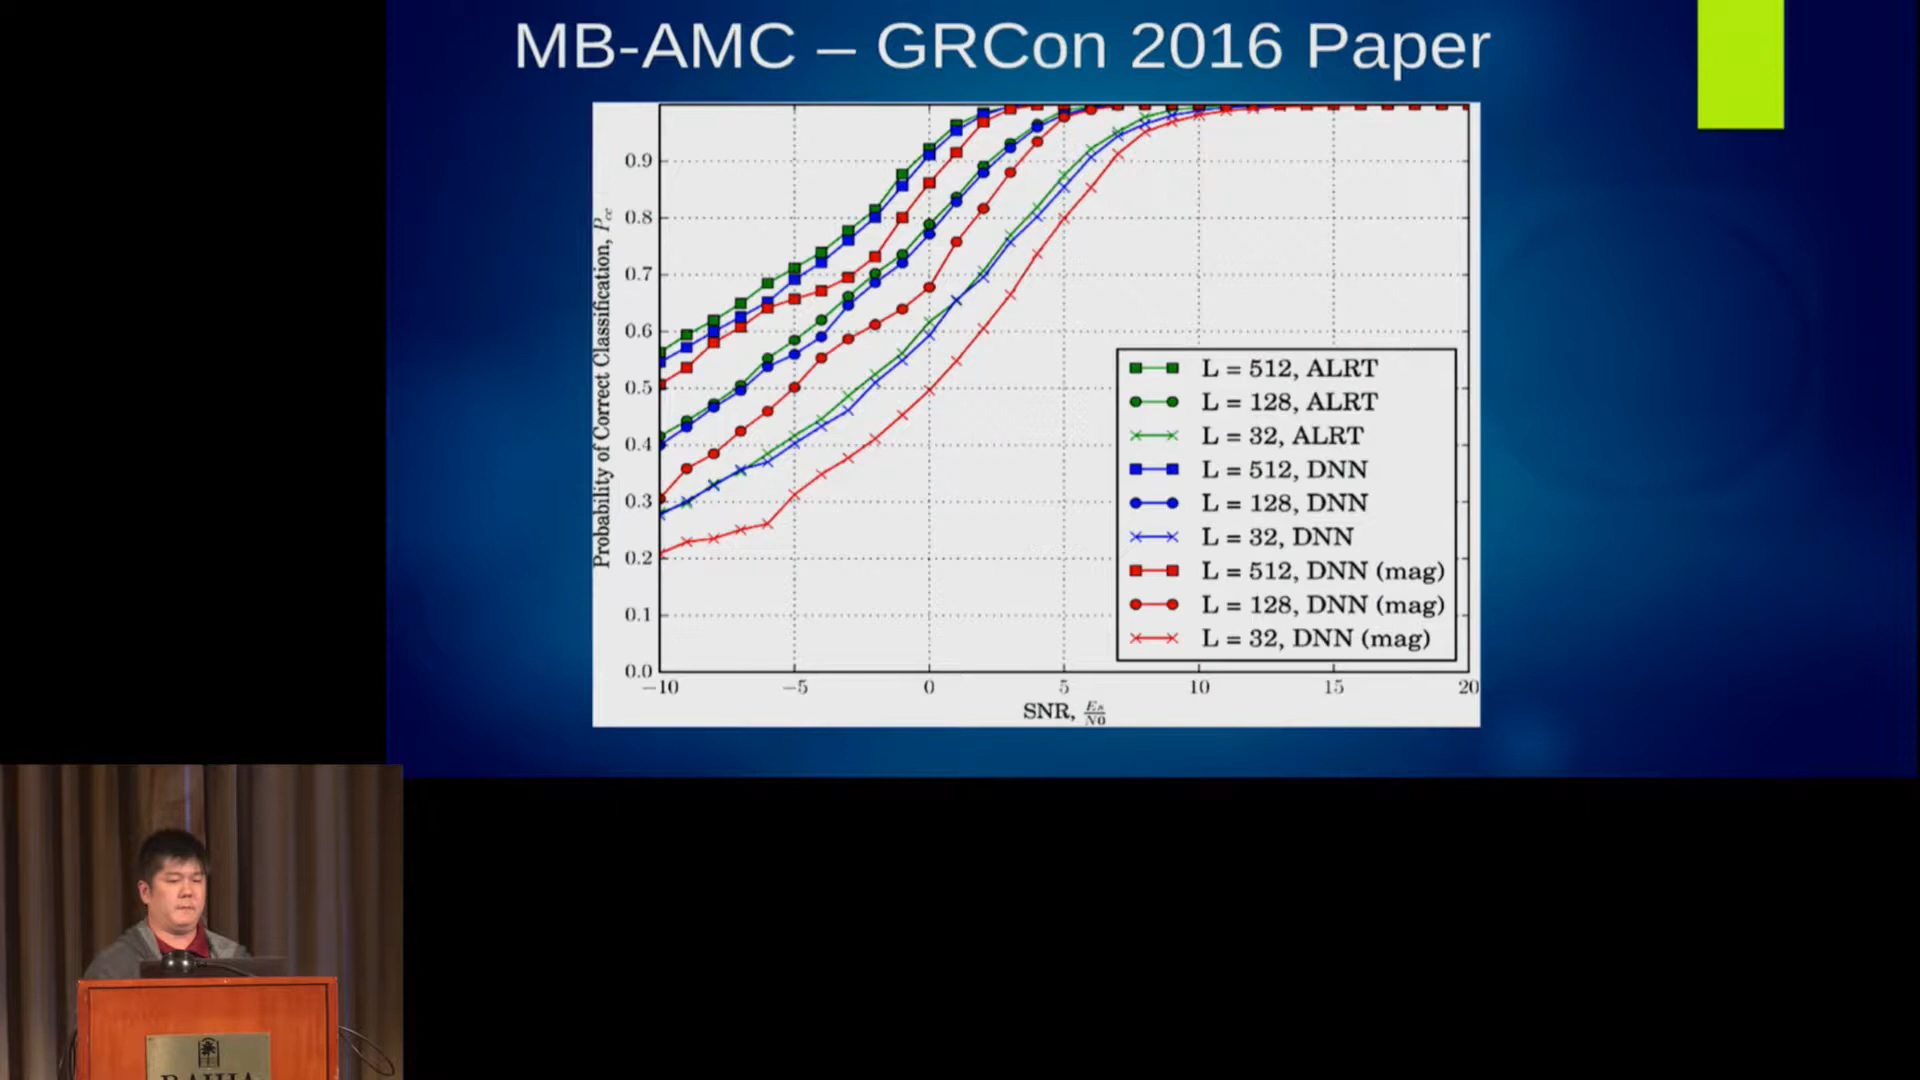 MB-AMC – GRCon 2016 Paper
Probability of Correct Classification, Pcc
0.9
0.8
0.7
0.6
0.5
0.4
0.3
0.2
0.1
0.0
−10 −5 0 5 10 15 20
SNR, Es/N0
L = 512, ALRT
L = 128, ALRT
L = 32, ALRT
L = 512, DNN
L = 128, DNN
L = 32, DNN
L = 512, DNN (mag)
L = 128, DNN (mag)
L = 32, DNN (mag)
BAHIA